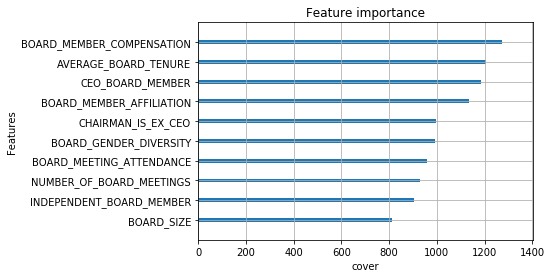 Feature importance
Features
BOARD_MEMBER_COMPENSATION
AVERAGE_BOARD_TENURE
CEO_BOARD_MEMBER
BOARD_MEMBER_AFFILIATION
CHAIRMAN_IS_EX_CEO
BOARD_GENDER_DIVERSITY
BOARD_MEETING_ATTENDANCE
NUMBER_OF_BOARD_MEETINGS
INDEPENDENT_BOARD_MEMBER
BOARD_SIZE
0 200 400 600 800 1000 1200 1400
cover